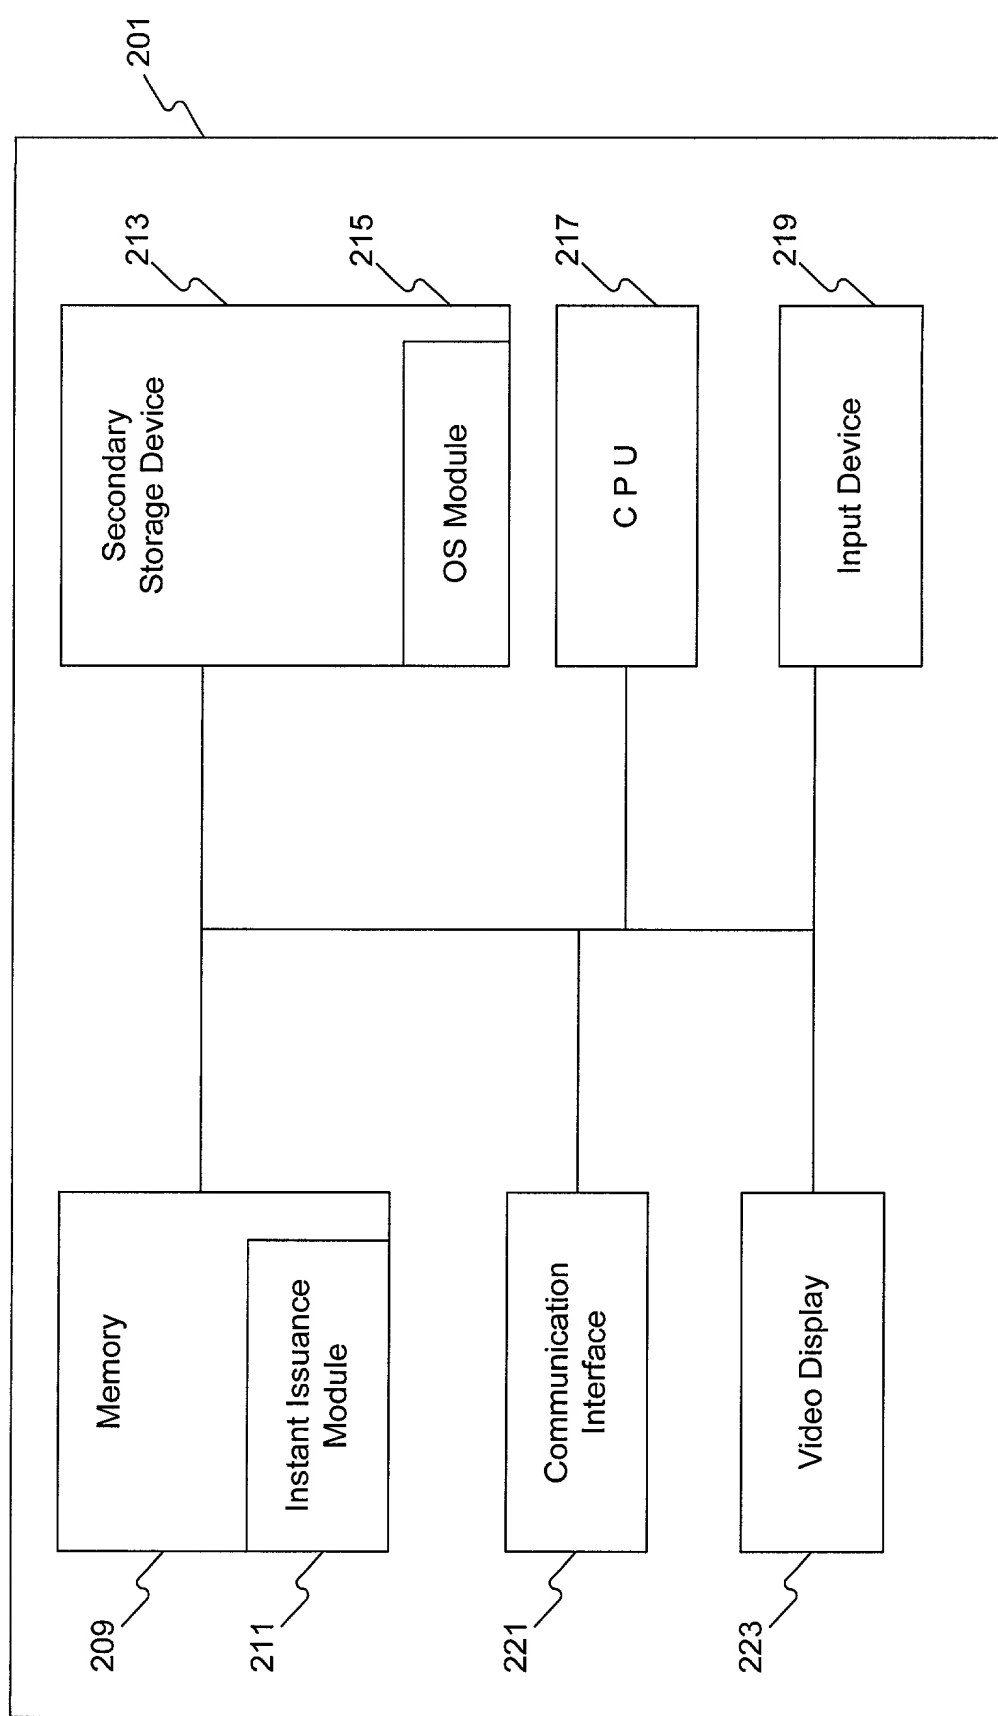 201
209
Memory
211
Instant Issuance
Module
221
Communication
Interface
223
Video Display
213
Secondary
Storage Device
215
OS Module
217
C P U
219
Input Device